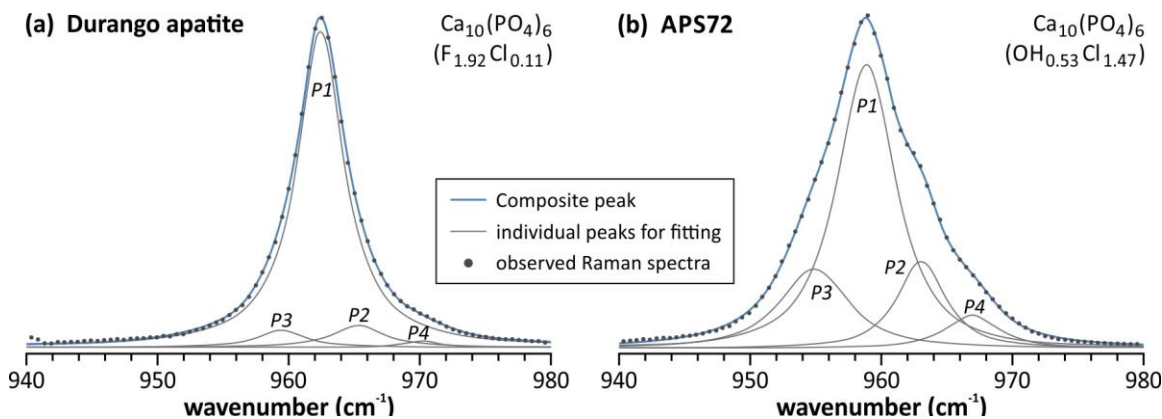 (a) Durango apatite
Ca10(PO4)6
(F1.92Cl0.11)
P1
P3
P2
P4
940 950 960 970 980
wavenumber (cm-1)
(b) APS72
Ca10(PO4)6
(OH0.53Cl1.47)
P1
P2
P3
P4
940 950 960 970 980
wavenumber (cm-1)
Composite peak
individual peaks for fitting
observed Raman spectra